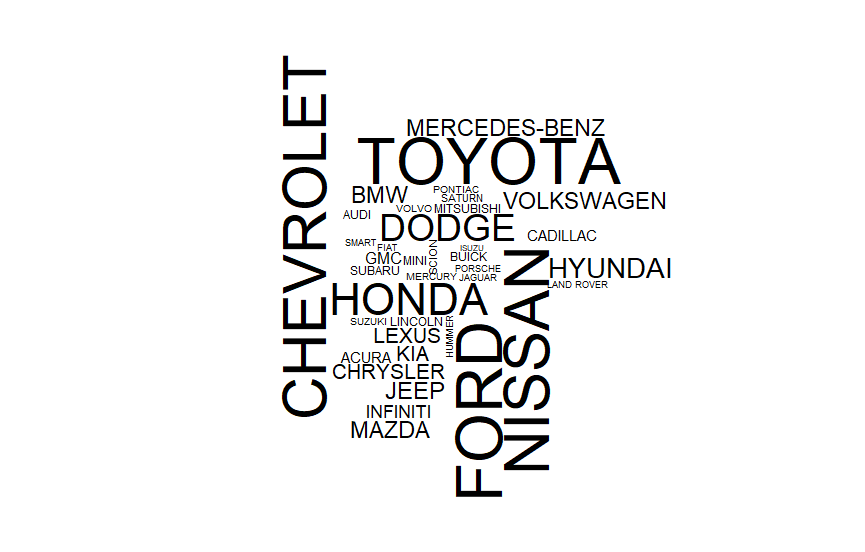 CHEVROLET
MERCEDES-BENZ
TOYOTA
PONTIAC
BMW
SATURN
VOLKSWAGEN
VOLVO
MITSUBISHI
AUDI
DODGE
CADILLAC
SMART
FIAT
SCION
ISUZU
GMC
MINI
BUICK
SUBARU
PORSCHE
HYUNDAI
MERCURY
JAGUAR
LAND ROVER
HONDA
NISSAN
SUZUKI
LINCOLN
HUMMER
FORD
LEXUS
ACURA
KIA
CHRYSLER
JEEP
INFINITI
MAZDA